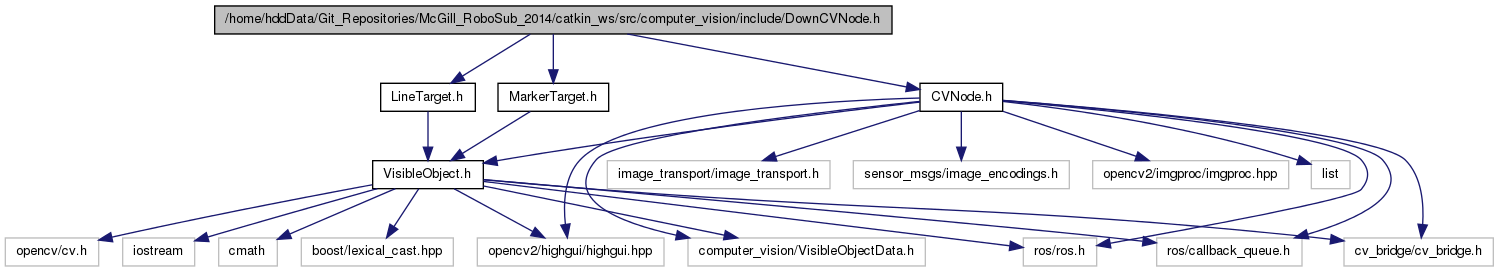 /home/hddData/Git_Repositories/McGill_RoboSub_2014/catkin_ws/src/computer_vision/include/DownCVNode.h
LineTarget.h
MarkerTarget.h
CVNode.h
VisibleObject.h
image_transport/image_transport.h
sensor_msgs/image_encodings.h
opencv2/imgproc/imgproc.hpp
list
opencv/cv.h
iostream
cmath
boost/lexical_cast.hpp
opencv2/highgui/highgui.hpp
computer_vision/VisibleObjectData.h
ros/ros.h
ros/callback_queue.h
cv_bridge/cv_bridge.h